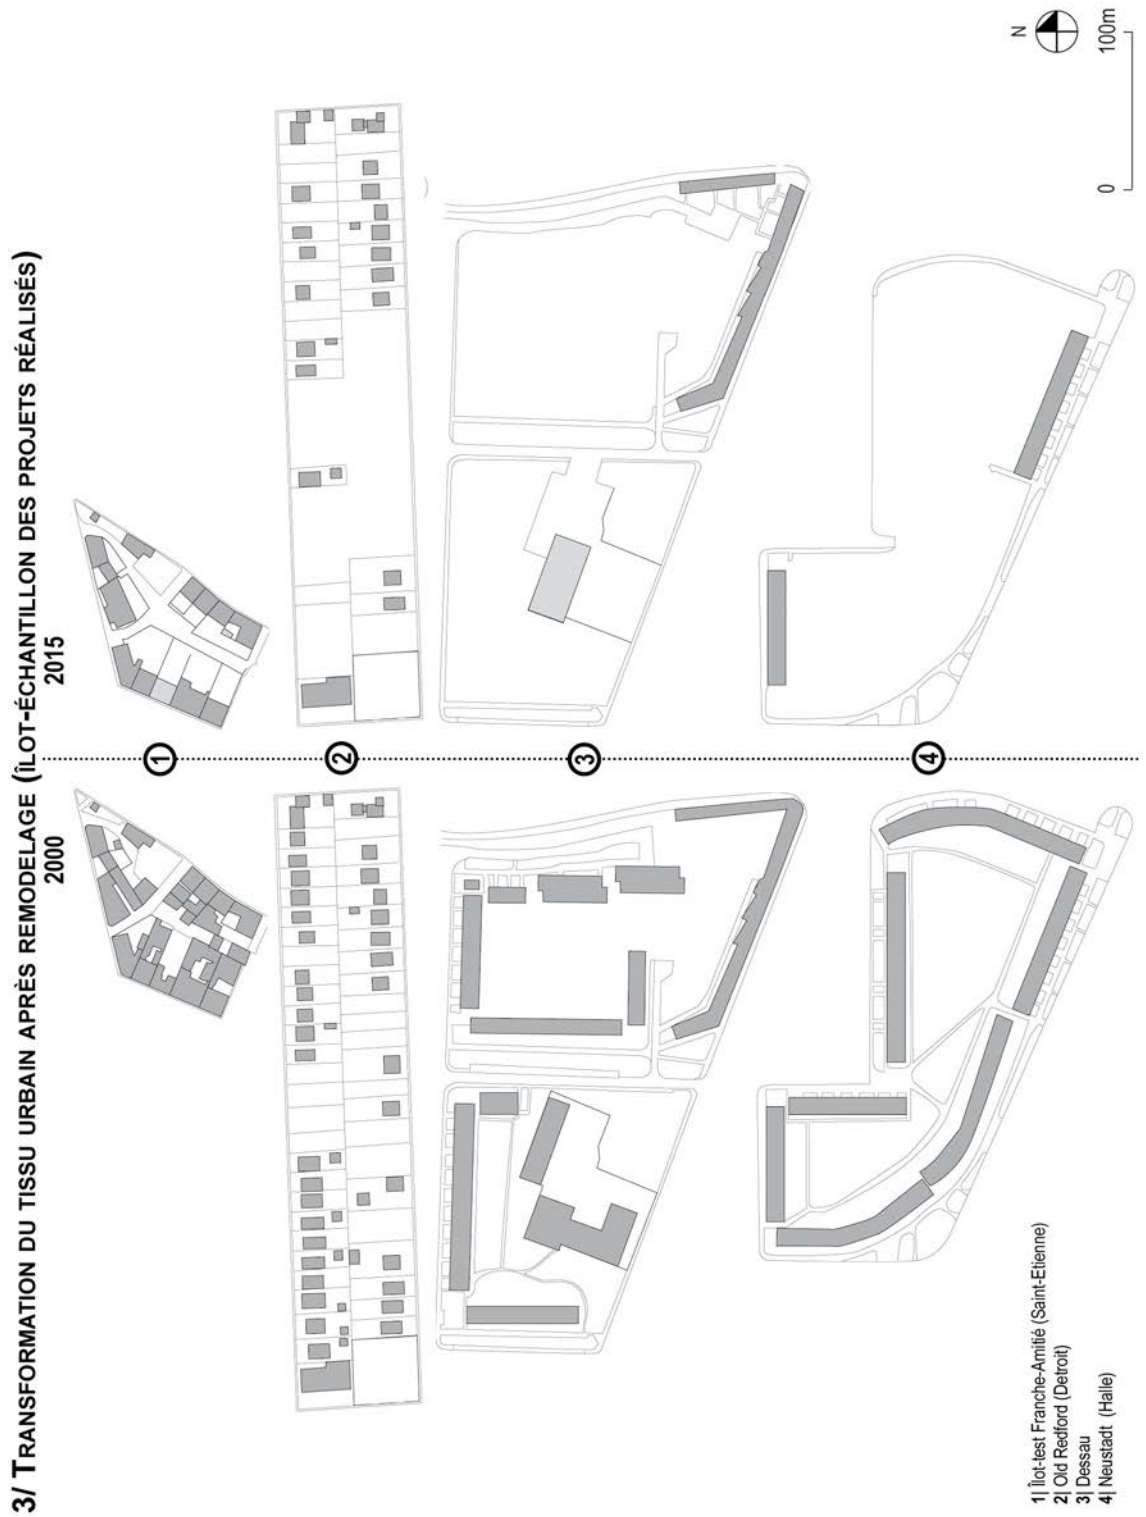 3/ TRANSFORMATION DU TISSU URBAIN APRÈS REMODELAGE (ÎLOT-ÉCHANTILLON DES PROJETS RÉALISÉS)
2000
2015
1
2
3
4
1| Îlot-test Franche-Amitié (Saint-Etienne)
2| Old Redford (Detroit)
3| Dessau
4| Neustadt (Halle)
N
0
100m